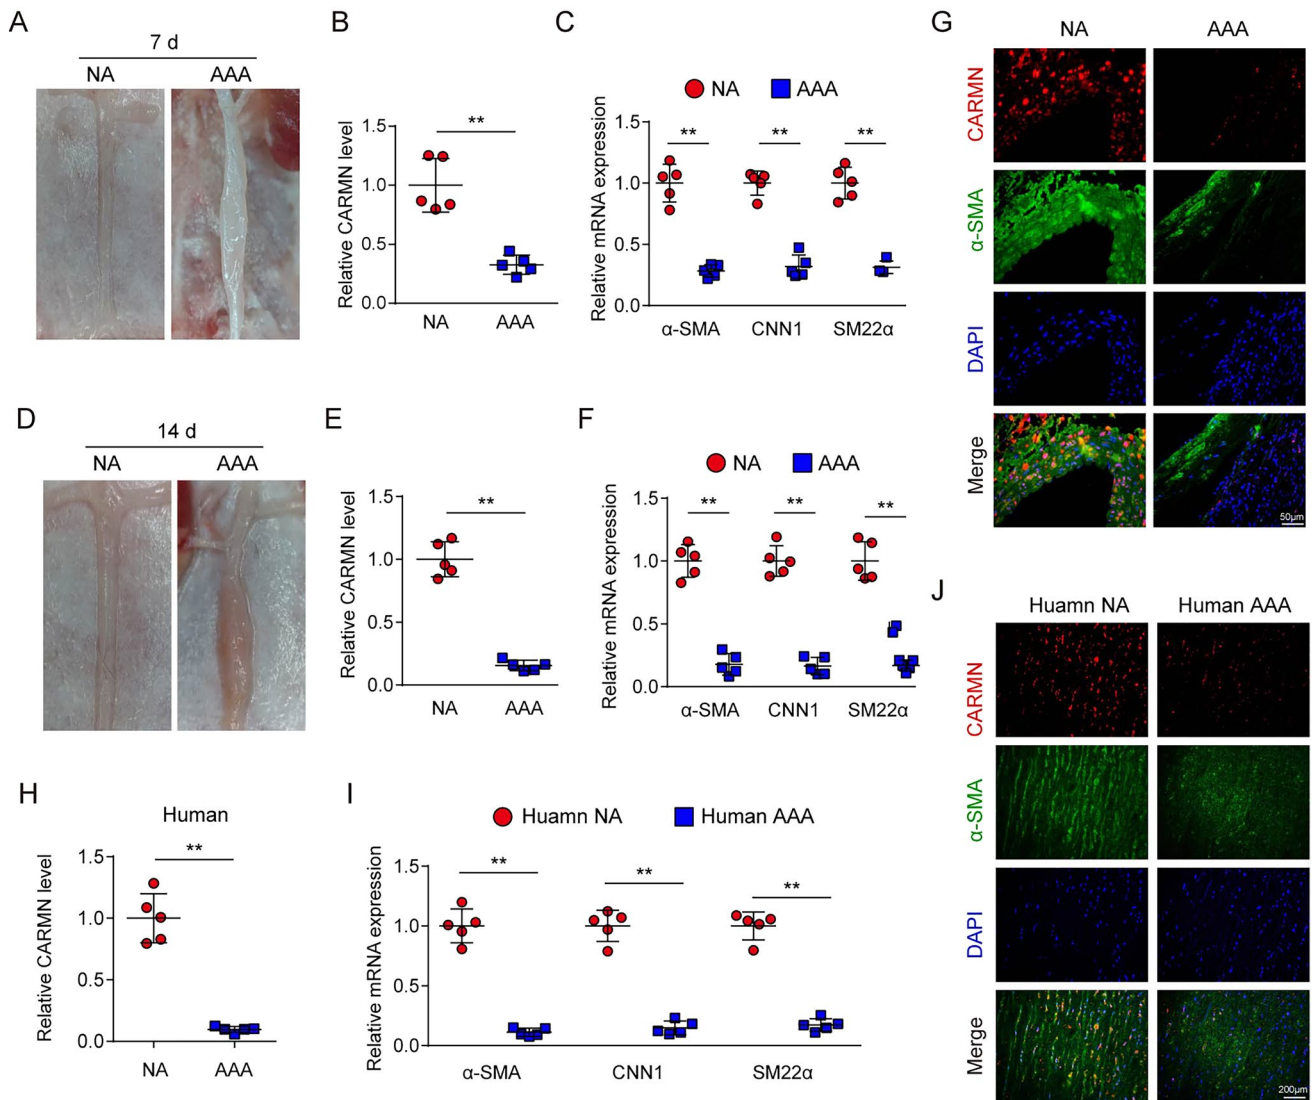 A
7 d
NA AAA
B
Relative CARMN level
1.5
1.0
0.5
0.0
**
NA AAA
C
NA AAA
Relative mRNA expression
1.5
1.0
0.5
0.0
** ** **
α-SMA CNN1 SM22α
D
14 d
NA AAA
E
Relative CARMN level
1.5
1.0
0.5
0.0
**
NA AAA
F
NA AAA
Relative mRNA expression
1.5
1.0
0.5
0.0
** ** **
α-SMA CNN1 SM22α
G
NA AAA
CARMN
α-SMA
DAPI
Merge
50μm
H
Human
Relative CARMN level
1.5
1.0
0.5
0.0
**
NA AAA
I
Huamn NA Human AAA
Relative mRNA expression
1.5
1.0
0.5
0.0
** ** **
α-SMA CNN1 SM22α
J
Huamn NA Human AAA
CARMN
α-SMA
DAPI
Merge
200μm